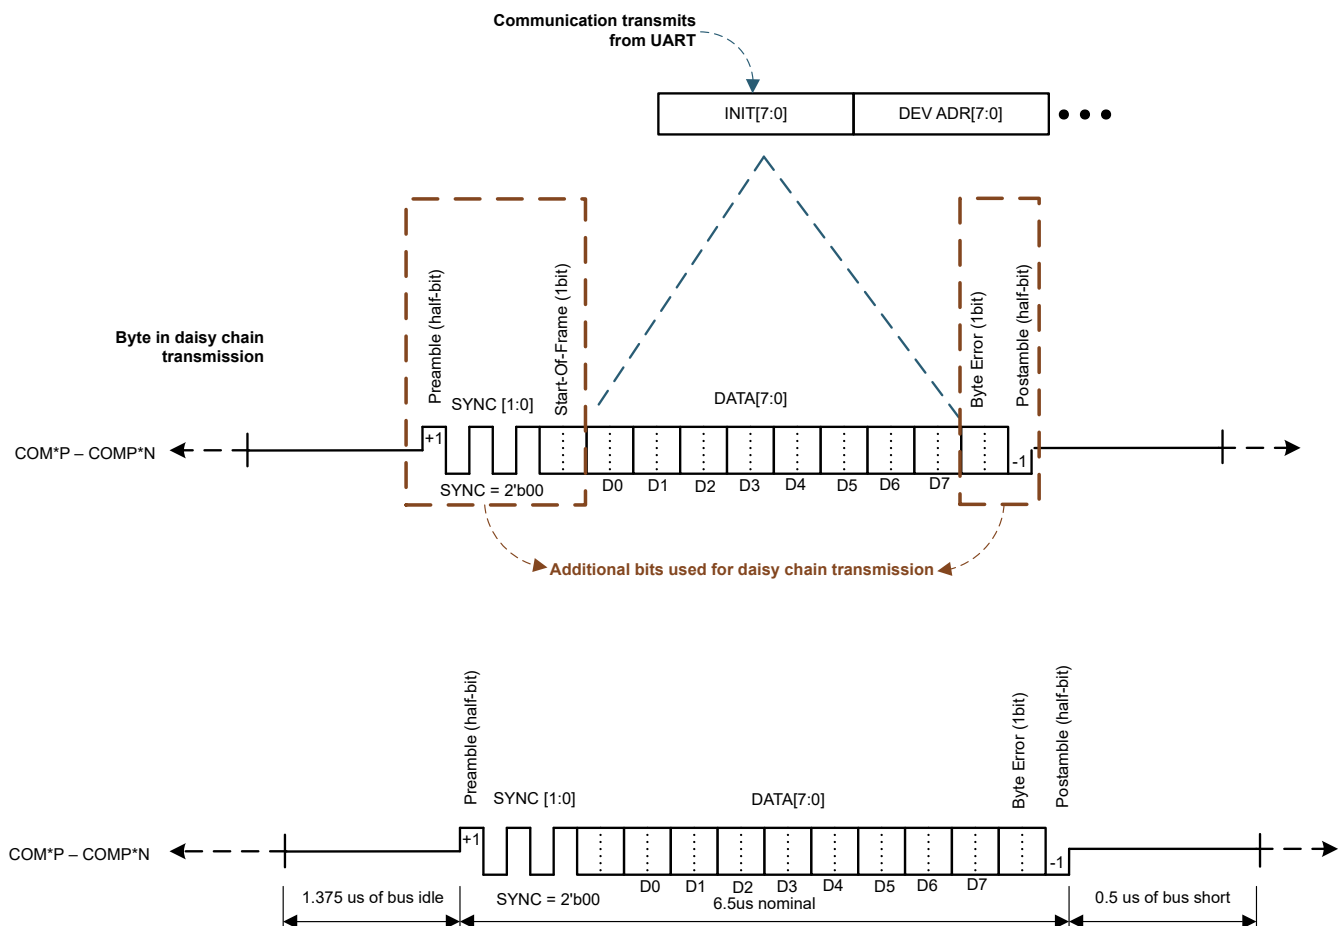 Communication transmits
from UART
INIT[7:0]
DEV ADR[7:0]
Preamble (half-bit)
Start-Of-Frame (1bit)
Byte Error (1bit)
Postamble (half-bit)
Byte in daisy chain
transmission
SYNC [1:0]
DATA[7:0]
COM*P – COMP*N
+1
-1
SYNC = 2'b00
D0
D1
D2
D3
D4
D5
D6
D7
Additional bits used for daisy chain transmission
Preamble (half-bit)
Byte Error (1bit)
Postamble (half-bit)
SYNC [1:0]
DATA[7:0]
COM*P – COMP*N
+1
-1
D0
D1
D2
D3
D4
D5
D6
D7
1.375 us of bus idle
SYNC = 2'b00
6.5us nominal
0.5 us of bus short